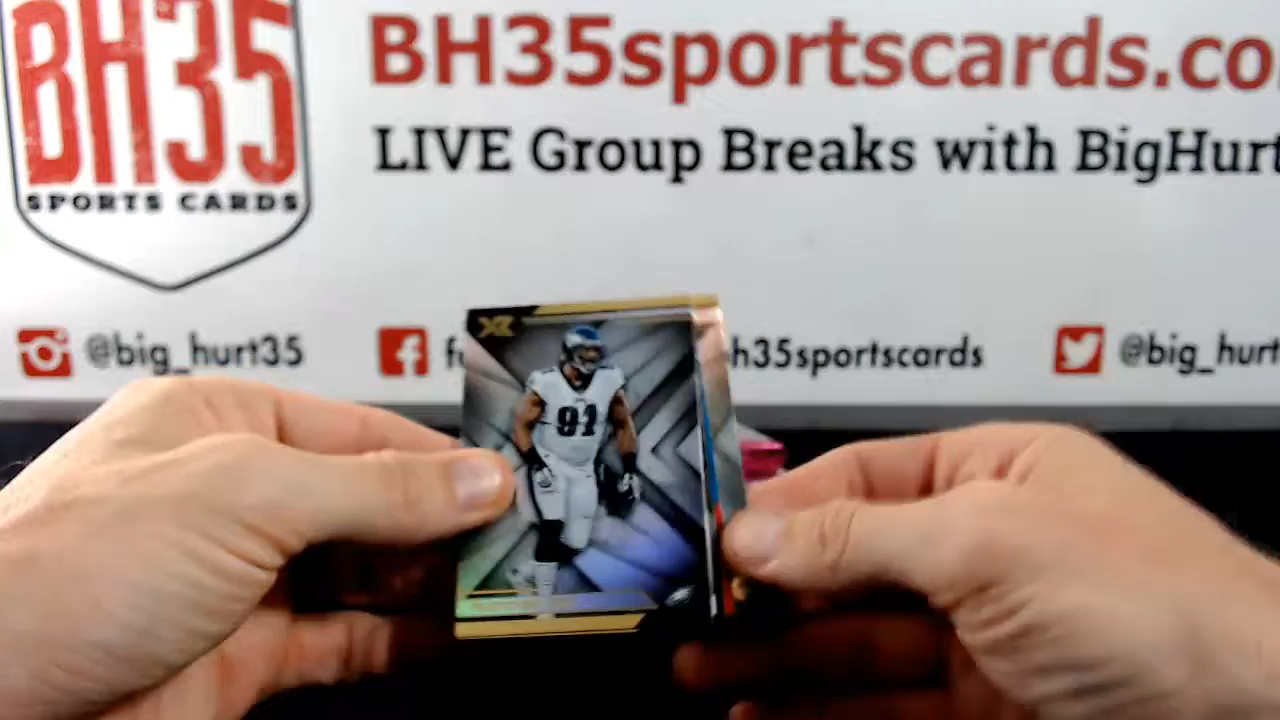 BH35
SPORTS CARDS
BH35sportscards.co
LIVE Group Breaks with BigHurt
@big_hurt35
f
h35sportscards
@big_hurt
XR
91